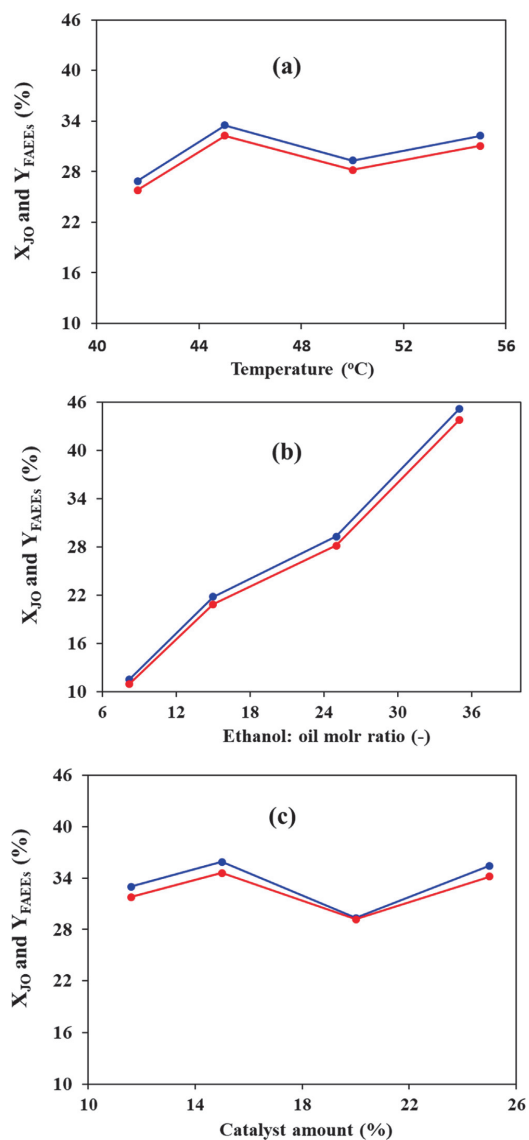 46
40
34
28
22
16
10
X_JO and Y_FAEEs (%)
(a)
40 44 48 52 56
Temperature (ºC)
46
40
34
28
22
16
10
X_JO and Y_FAEEs (%)
(b)
6 12 18 24 30 36
Ethanol: oil molr ratio (-)
46
40
34
28
22
16
10
X_JO and Y_FAEEs (%)
(c)
10 14 18 22 26
Catalyst amount (%)